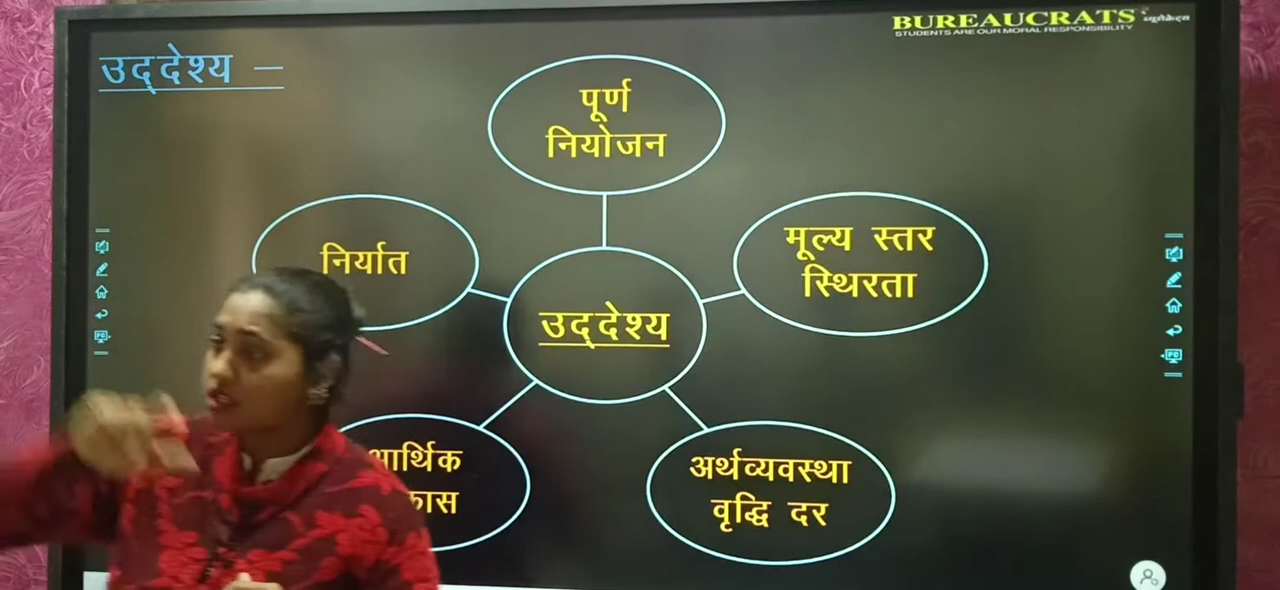 BUREAUCRATS
STUDENTS ARE OUR MORAL RESPONSIBILITY
उद्देश्य –
पूर्ण
नियोजन
निर्यात
मूल्य स्तर
स्थिरता
उद्देश्य
आर्थिक
अर्थव्यवस्था
वृद्धि दर